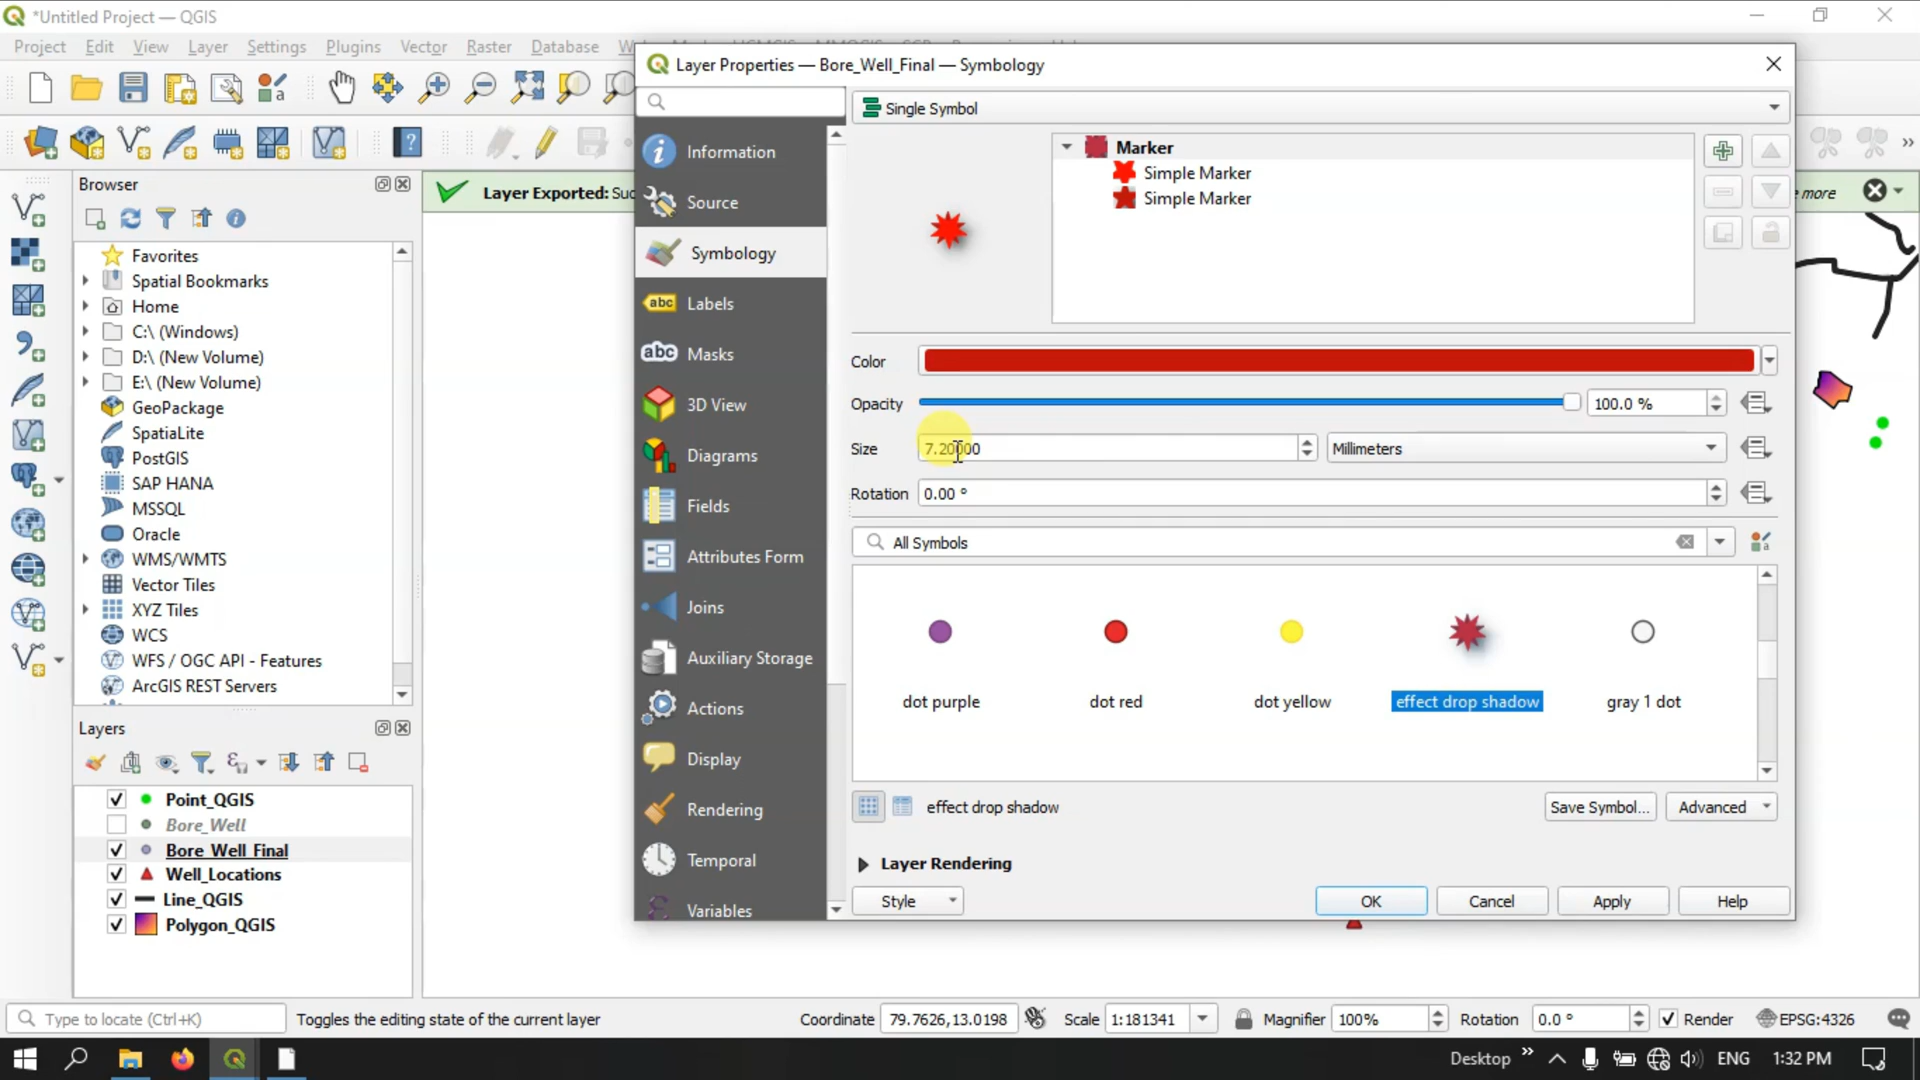 *Untitled Project — QGIS
Project Edit View Layer Settings Plugins Vector Raster Database
Layer Properties — Bore_Well_Final — Symbology
Single Symbol
Information
Source
Symbology
Labels
Masks
3D View
Diagrams
Fields
Attributes Form
Joins
Auxiliary Storage
Actions
Display
Rendering
Temporal
Variables
Marker
Simple Marker
Simple Marker
Color
Opacity 100.0 %
Size 7.20000 Millimeters
Rotation 0.00 °
All Symbols
dot purple dot red dot yellow effect drop shadow gray 1 dot
effect drop shadow Save Symbol... Advanced
Layer Rendering
Style OK Cancel Apply Help
Layer Exported:
more
Browser
Favorites
Spatial Bookmarks
Home
C:\ (Windows)
D:\ (New Volume)
E:\ (New Volume)
GeoPackage
SpatiaLite
PostGIS
SAP HANA
MSSQL
Oracle
WMS/WMTS
Vector Tiles
XYZ Tiles
WCS
WFS / OGC API - Features
ArcGIS REST Servers
Layers
Point_QGIS
Bore_Well
Bore_Well_Final
Well_Locations
Line_QGIS
Polygon_QGIS
Type to locate (Ctrl+K) Toggles the editing state of the current layer Coordinate 79.7626,13.0198 Scale 1:181341 Magnifier 100% Rotation 0.0 ° Render EPSG:4326
Desktop ENG 1:32 PM